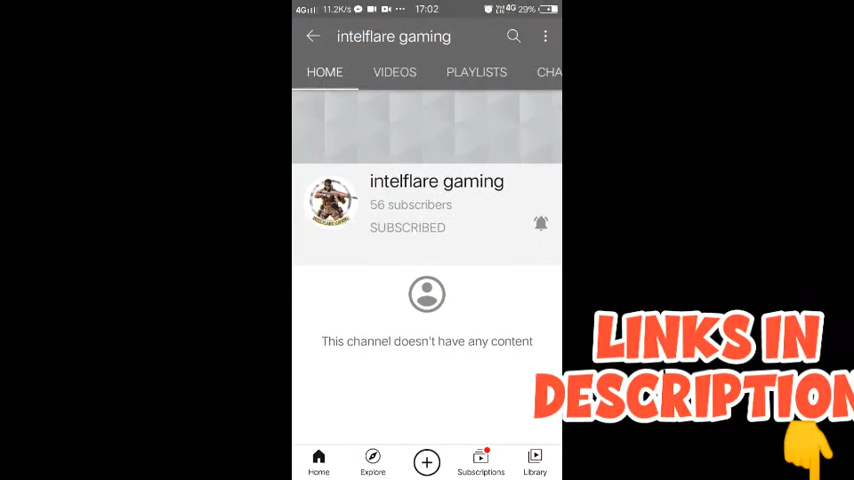 4G 11.2K/s ... 17:02 4G 29%
intelflare gaming
HOME VIDEOS PLAYLISTS CHA
intelflare gaming
56 subscribers
SUBSCRIBED
This channel doesn't have any content
LINKS IN
DESCRIPTION
Home Explore Subscriptions Library